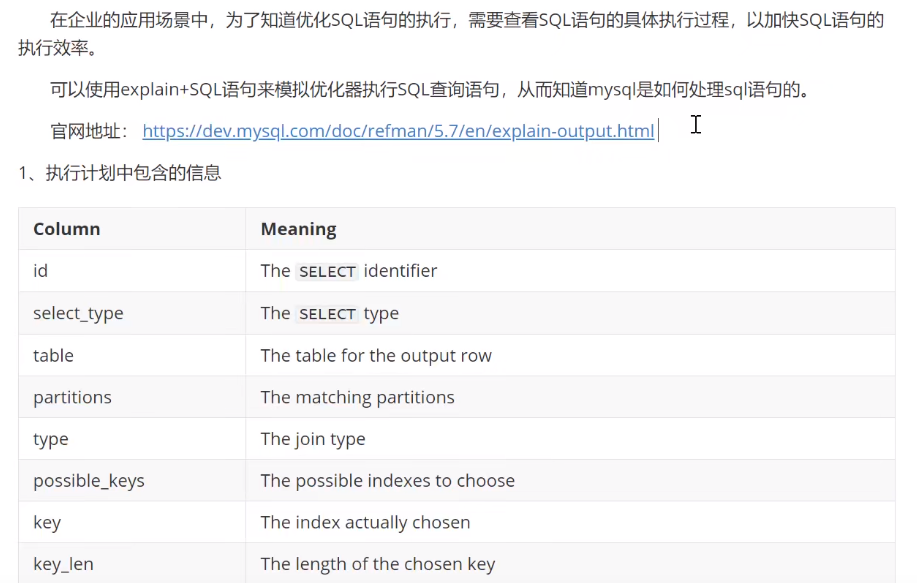 在企业的应用场景中，为了知道优化SQL语句的执行，需要查看SQL语句的具体执行过程，以加快SQL语句的
执行效率。
可以使用explain+SQL语句来模拟优化器执行SQL查询语句，从而知道mysql是如何处理sql语句的。
官网地址： https://dev.mysql.com/doc/refman/5.7/en/explain-output.html
1、执行计划中包含的信息
Column Meaning
id The SELECT identifier
select_type The SELECT type
table The table for the output row
partitions The matching partitions
type The join type
possible_keys The possible indexes to choose
key The index actually chosen
key_len The length of the chosen key